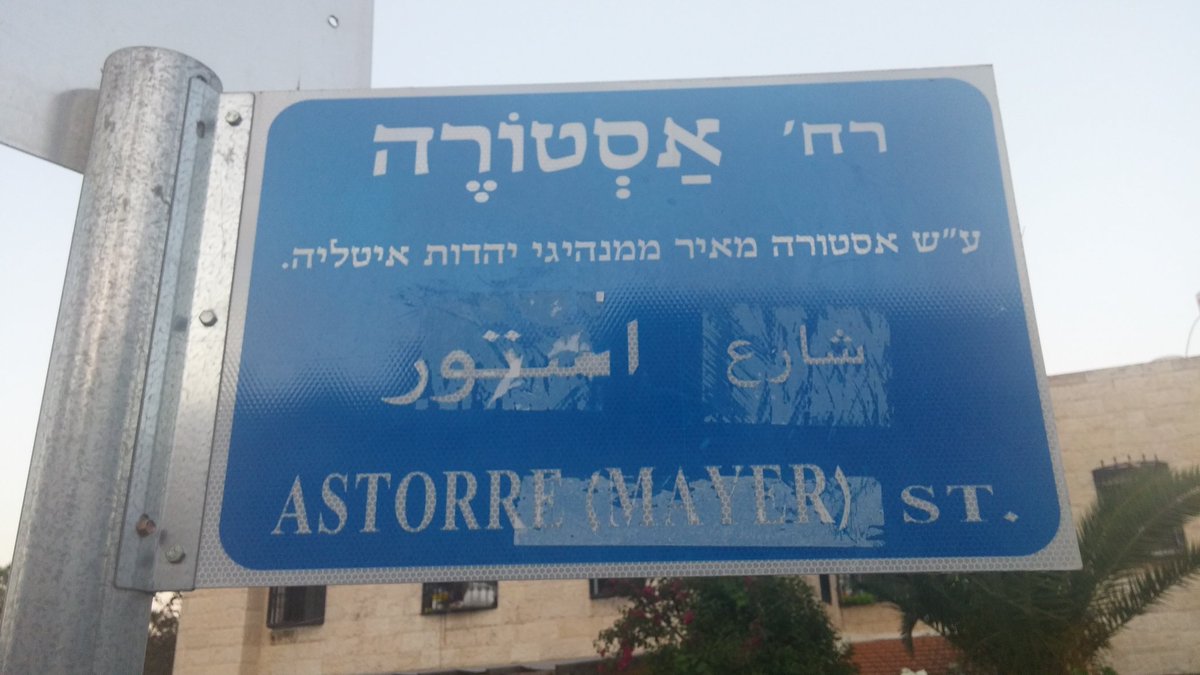 רח' אַסְטוֹרֶה
ע"ש אסטורה מאיר ממנהיגי יהדות איטליה.
شارع استور
ASTORRE (MAYER) ST.